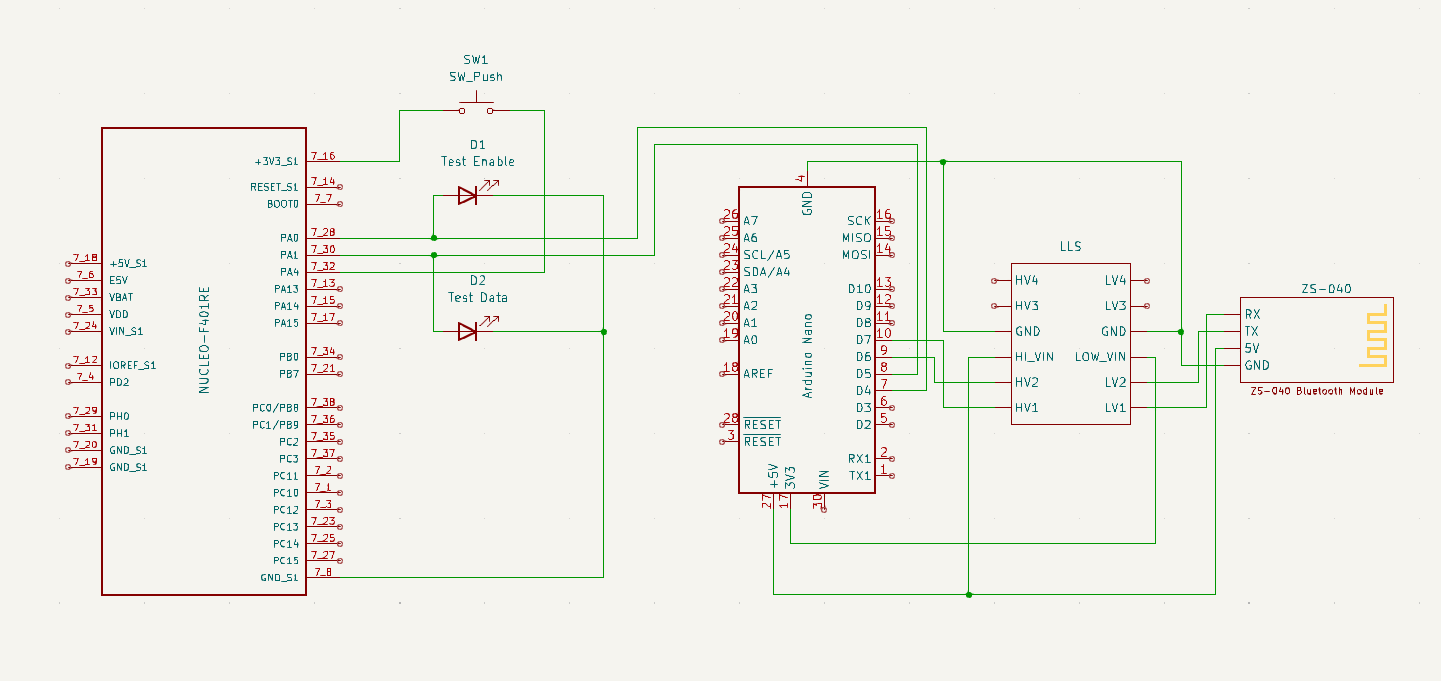 SW1
SW_Push
D1
Test Enable
D2
Test Data
NUCLEO-F401RE
7_18 +5V_S1
7_6 E5V
7_33 VBAT
7_5 VDD
7_24 VIN_S1
7_12 IOREF_S1
7_4 PD2
7_29 PH0
7_31 PH1
7_20 GND_S1
7_19 GND_S1
+3V3_S1 7_16
RESET_S1 7_14
BOOT0 7_7
PA0 7_28
PA1 7_30
PA4 7_32
PA13 7_13
PA14 7_15
PA15 7_17
PB0 7_34
PB7 7_21
PC0/PB8 7_38
PC1/PB9 7_36
PC2 7_35
PC3 7_37
PC11 7_2
PC10 7_1
PC12 7_3
PC13 7_23
PC14 7_25
PC15 7_27
GND_S1 7_8
Arduino Nano
4 GND
26 A7
25 A6
24 SCL/A5
23 SDA/A4
22 A3
21 A2
20 A1
19 A0
18 AREF
28 RESET
3 RESET
SCK 16
MISO 15
MOSI 14
D10 13
D9 12
D8 11
D7 10
D6 9
D5 8
D4 7
D3 6
D2 5
RX1 2
TX1 1
+5V 27
3V3 17
VIN 30
LLS
HV4
HV3
GND
HI_VIN
HV2
HV1
LV4
LV3
GND
LOW_VIN
LV2
LV1
ZS-040
RX
TX
5V
GND
ZS-040 Bluetooth Module